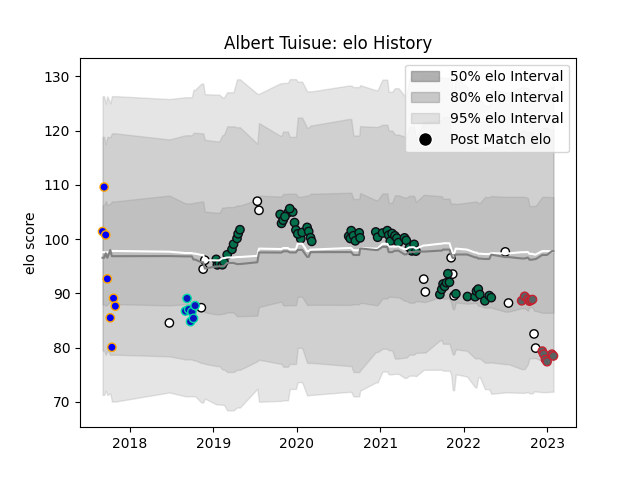 Albert Tuisue: elo History
50% elo Interval
80% elo Interval
95% elo Interval
Post Match elo
elo score
130
120
110
100
90
80
70
2018
2019
2020
2021
2022
2023